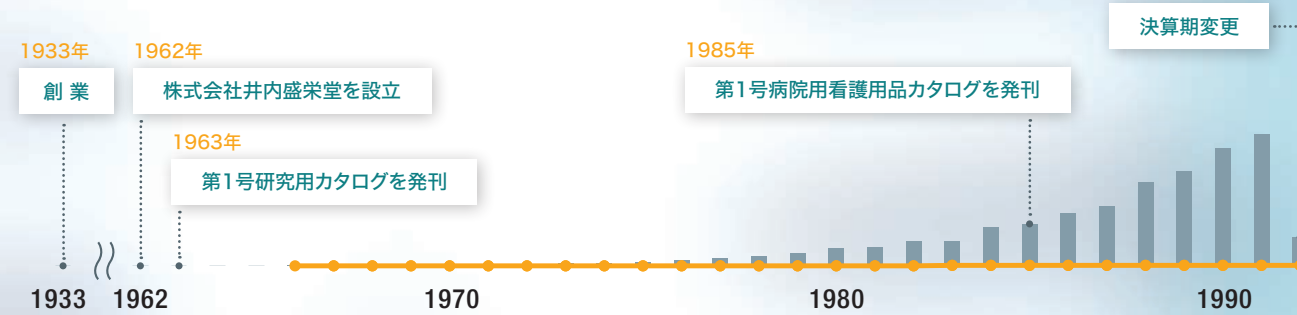 決算期変更
1933年
創業
1962年
株式会社井内盛栄堂を設立
1963年
第1号研究用カタログを発刊
1985年
第1号病院用看護用品カタログを発刊
1933 1962 1970 1980 1990